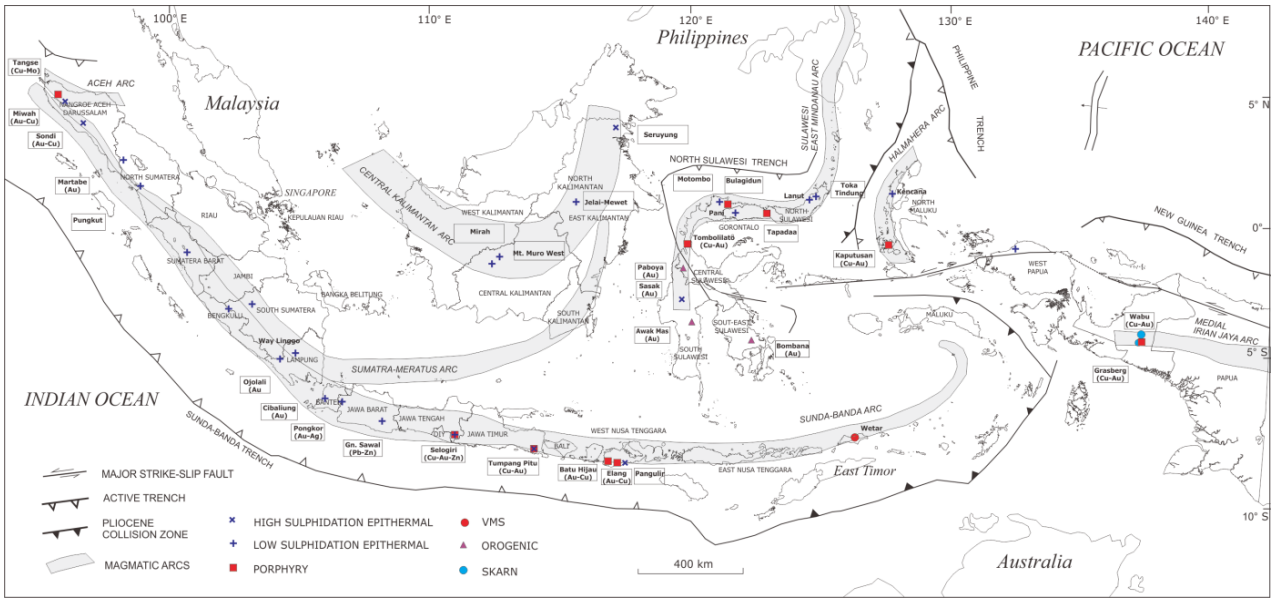 100° E
110° E
120° E
130° E
140° E
Philippines
PACIFIC OCEAN
Tangse
(Cu-Mo)
ACEH ARC
NANGROE ACEH
DARUSSALAM
Malaysia
PHILIPPINE
TRENCH
5° N
Miwah
(Au-Cu)
Sondi
(Au-Cu)
SULAWESI
EAST MINDANAU ARC
HALMAHERA ARC
Seruyung
NORTH SULAWESI TRENCH
Martabe
(Au)
NORTH SUMATERA
SINGAPORE
CENTRAL KALIMANTAN ARC
NORTH
KALIMANTAN
Motombo
Bulagidun
Lanut
Toka
Tindung
Kencana
Pungkut
RIAU
KEPULAUAN RIAU
WEST KALIMANTAN
Jelai-Mewet
EAST KALIMANTAN
Pani
GORONTALO
NORTH
SULAWESI
NORTH
MALUKU
NEW GUINEA TRENCH
0°
Mirah
Tapadaa
Tombolilato
(Cu-Au)
Kaputusan
(Cu-Au)
SUMATERA BARAT
Mt. Muro West
Paboya
(Au)
Sasak
(Au)
CENTRAL
SULAWESI
WEST
PAPUA
JAMBI
BANGKA BELITUNG
CENTRAL KALIMANTAN
BENGKULU
SOUTH SUMATERA
SOUTH
KALIMANTAN
Awak Mas
(Au)
SOUT-EAST
SULAWESI
MALUKU
Wabu
(Cu-Au)
MEDIAL
IRIAN JAYA ARC
Way Linggo
LAMPUNG
SOUTH
SULAWESI
Bombana
(Au)
5° S
SUMATRA-MERATUS ARC
Grasberg
(Cu-Au)
PAPUA
Ojolali
(Au
INDIAN OCEAN
Cibaliung
(Au)
BANTEN
JAWA BARAT
JAWA TENGAH
SUNDA-BANDA ARC
SUNDA-BANDA TRENCH
Pongkor
(Au-Ag)
DIY
JAWA TIMUR
WEST NUSA TENGGARA
Wetar
Gn. Sawal
(Pb-Zn)
Selogiri
(Cu-Au-Zn)
BALI
Tumpang Pitu
(Cu-Au)
Batu Hijau
(Au-Cu)
Elang
(Au-Cu)
Pangulir
EAST NUSA TENGGARA
East Timor
MAJOR STRIKE-SLIP FAULT
ACTIVE TRENCH
PLIOCENE
COLLISION ZONE
MAGMATIC ARCS
HIGH SULPHIDATION EPITHERMAL
LOW SULPHIDATION EPITHERMAL
PORPHYRY
VMS
OROGENIC
SKARN
400 km
10° S
Australia